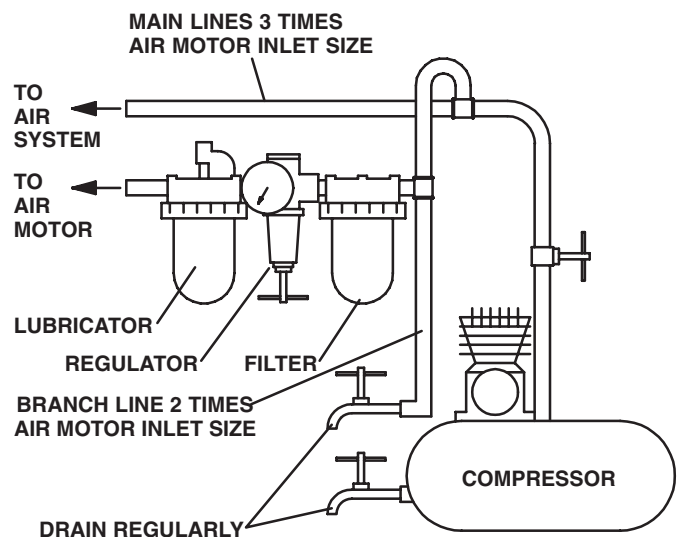 MAIN LINES 3 TIMES
AIR MOTOR INLET SIZE
TO
AIR
SYSTEM
TO
AIR
MOTOR
LUBRICATOR
REGULATOR
FILTER
BRANCH LINE 2 TIMES
AIR MOTOR INLET SIZE
COMPRESSOR
DRAIN REGULARLY